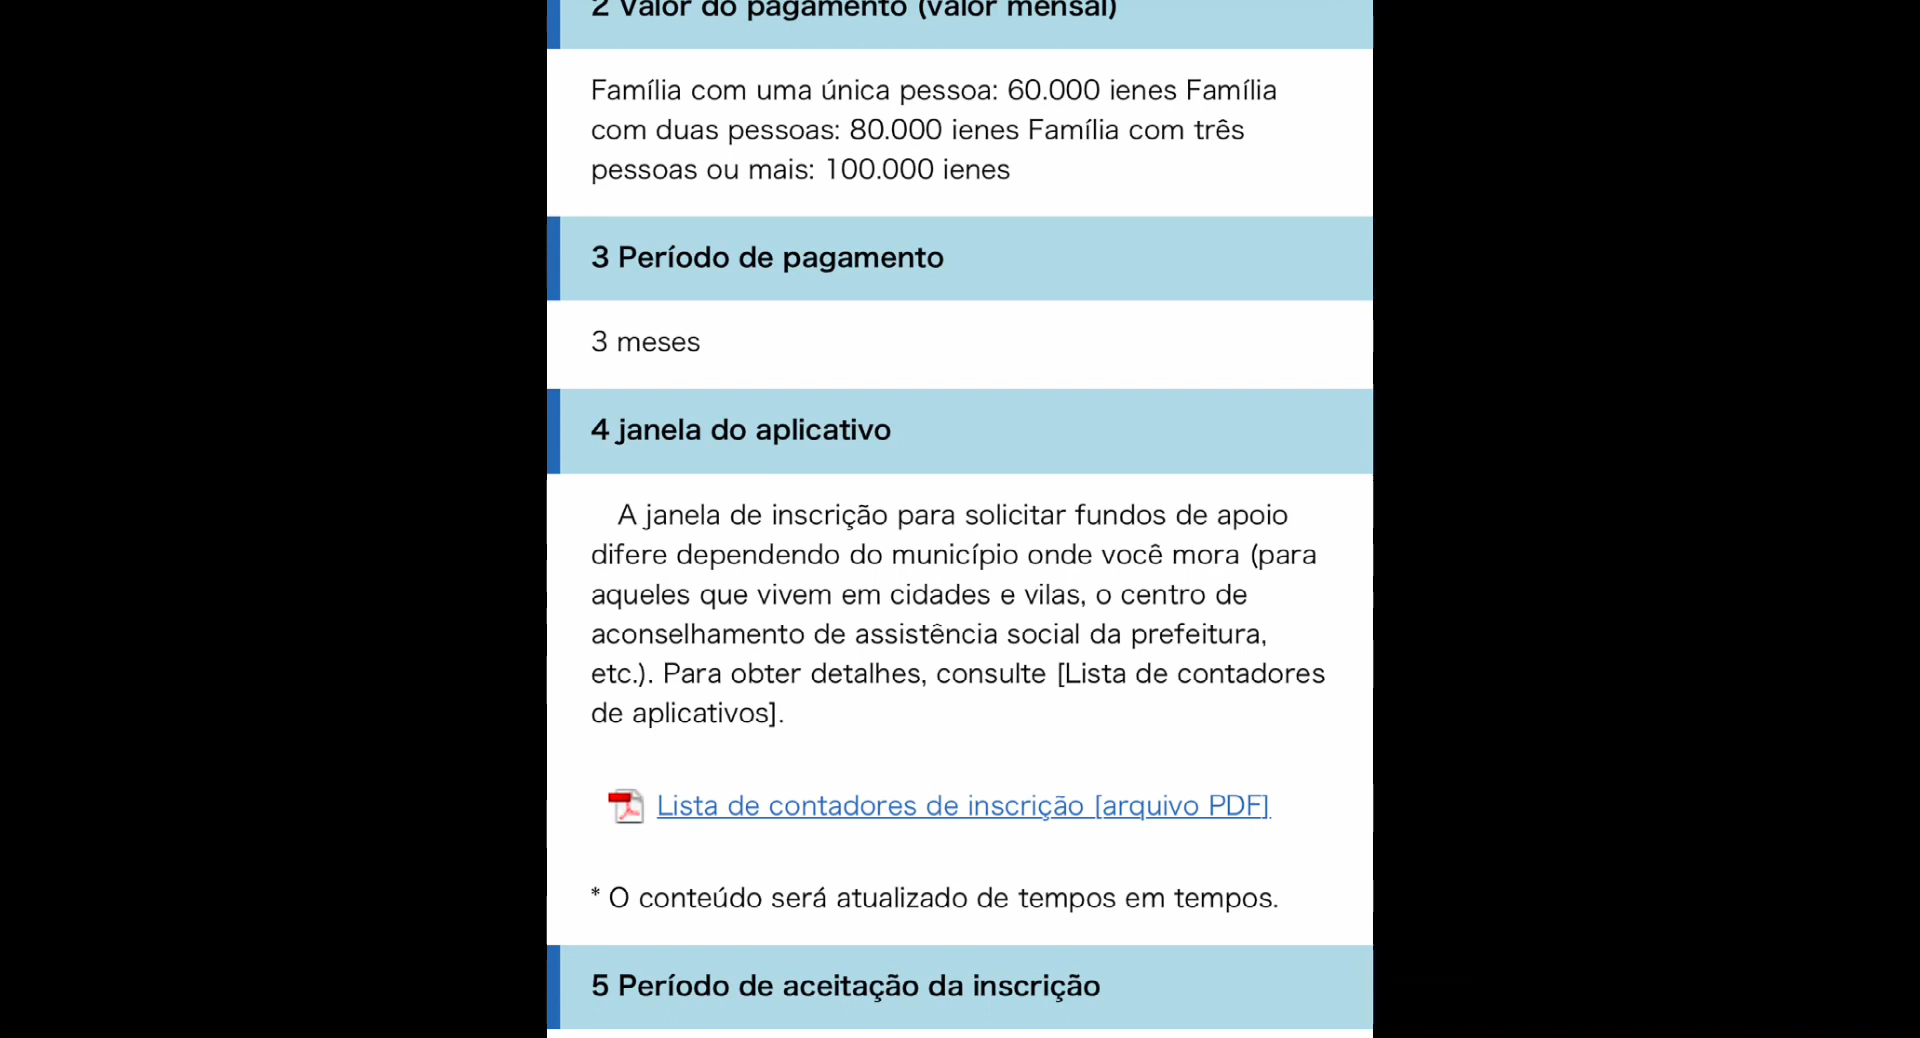 2 Valor do pagamento (valor mensal)
Família com uma única pessoa: 60.000 ienes Família
com duas pessoas: 80.000 ienes Família com três
pessoas ou mais: 100.000 ienes
3 Período de pagamento
3 meses
4 janela do aplicativo
A janela de inscrição para solicitar fundos de apoio
difere dependendo do município onde você mora (para
aqueles que vivem em cidades e vilas, o centro de
aconselhamento de assistência social da prefeitura,
etc.). Para obter detalhes, consulte [Lista de contadores
de aplicativos].
Lista de contadores de inscrição [arquivo PDF]
* O conteúdo será atualizado de tempos em tempos.
5 Período de aceitação da inscrição